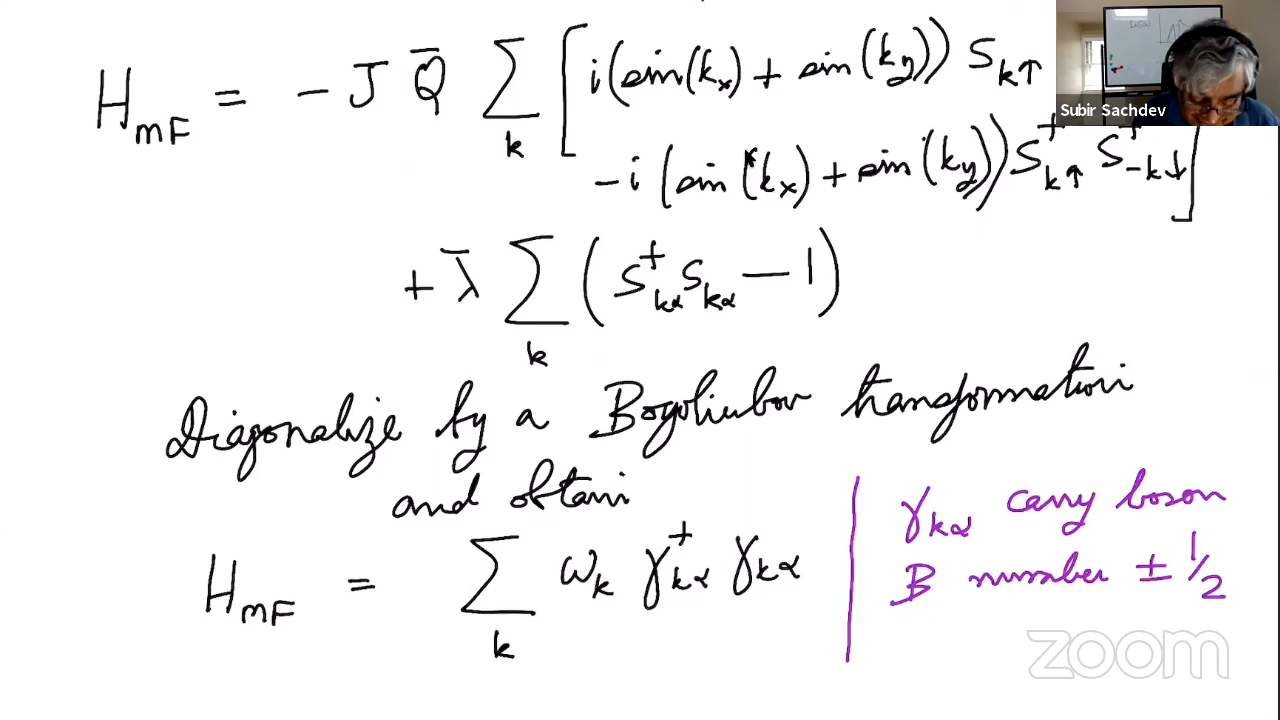 H_mF = - J Q̄ Σ_k [ i (sin(k_x) + sin(k_y)) S_k↑
Subir Sachdev
- i (sin(k_x) + sin(k_y)) S†_k↑ S†_-k↓ ]
+ λ̄ Σ_k ( S†_kα S_kα - 1 )
Diagonalize by a Bogoliubov transformation
and obtain
H_mF = Σ_k ω_k γ†_kα γ_kα
γ_kα carry boson
B number ± 1/2
zoom